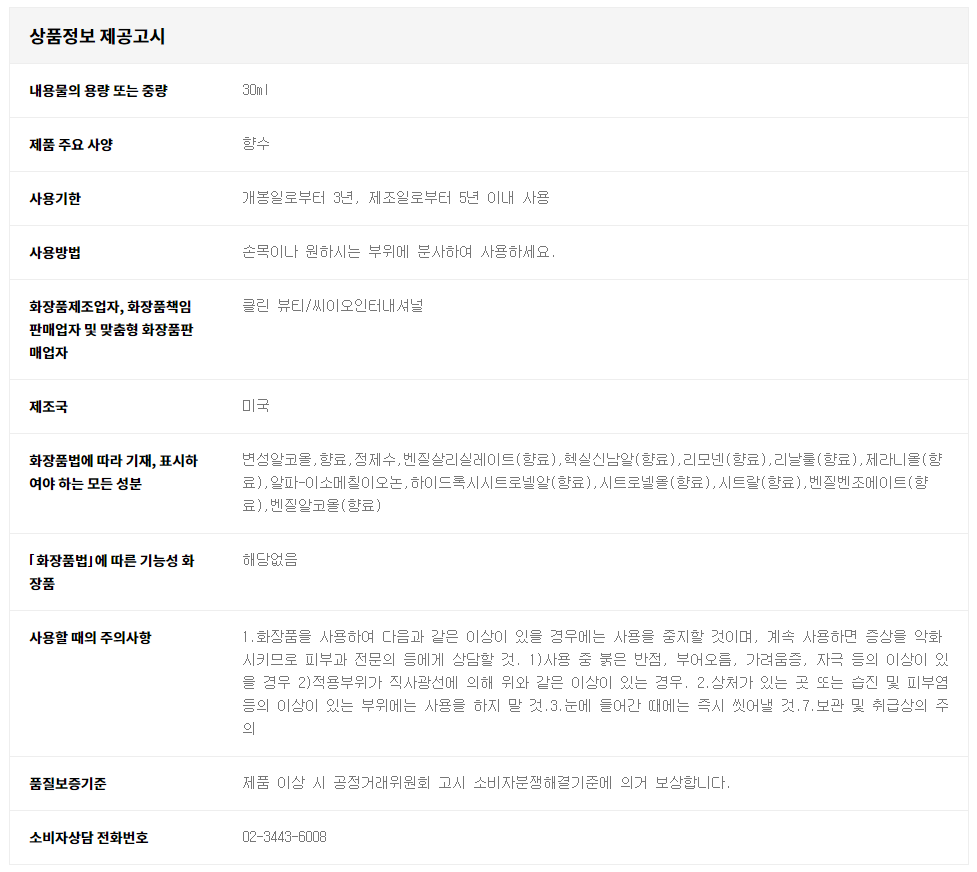 상품정보 제공고시
내용물의 용량 또는 중량
30ml
제품 주요 사양
향수
사용기한
개봉일로부터 3년, 제조일로부터 5년 이내 사용
사용방법
손목이나 원하시는 부위에 분사하여 사용하세요.
화장품제조업자, 화장품책임
판매업자 및 맞춤형 화장품판
매업자
클린 뷰티/씨이오인터내셔널
제조국
미국
화장품법에 따라 기재, 표시하
여야 하는 모든 성분
변성알코올,향료,정제수,벤질살리실레이트(향료),헥실신남알(향료),리모넨(향료),리날룰(향료),제라니올(향
료),알파-이소메칠이오논,하이드록시시트로넬알(향료),시트로넬올(향료),시트랄(향료),벤질벤조에이트(향
료),벤질알코올(향료)
「화장품법」에 따른 기능성 화
장품
해당없음
사용할 때의 주의사항
1.화장품을 사용하여 다음과 같은 이상이 있을 경우에는 사용을 중지할 것이며, 계속 사용하면 증상을 악화
시키므로 피부과 전문의 등에게 상담할 것. 1)사용 중 붉은 반점, 부어오름, 가려움증, 자극 등의 이상이 있
을 경우 2)적용부위가 직사광선에 의해 위와 같은 이상이 있는 경우. 2.상처가 있는 곳 또는 습진 및 피부염
등의 이상이 있는 부위에는 사용을 하지 말 것.3.눈에 들어간 때에는 즉시 씻어낼 것.7.보관 및 취급상의 주
의
품질보증기준
제품 이상 시 공정거래위원회 고시 소비자분쟁해결기준에 의거 보상합니다.
소비자상담 전화번호
02-3443-6008